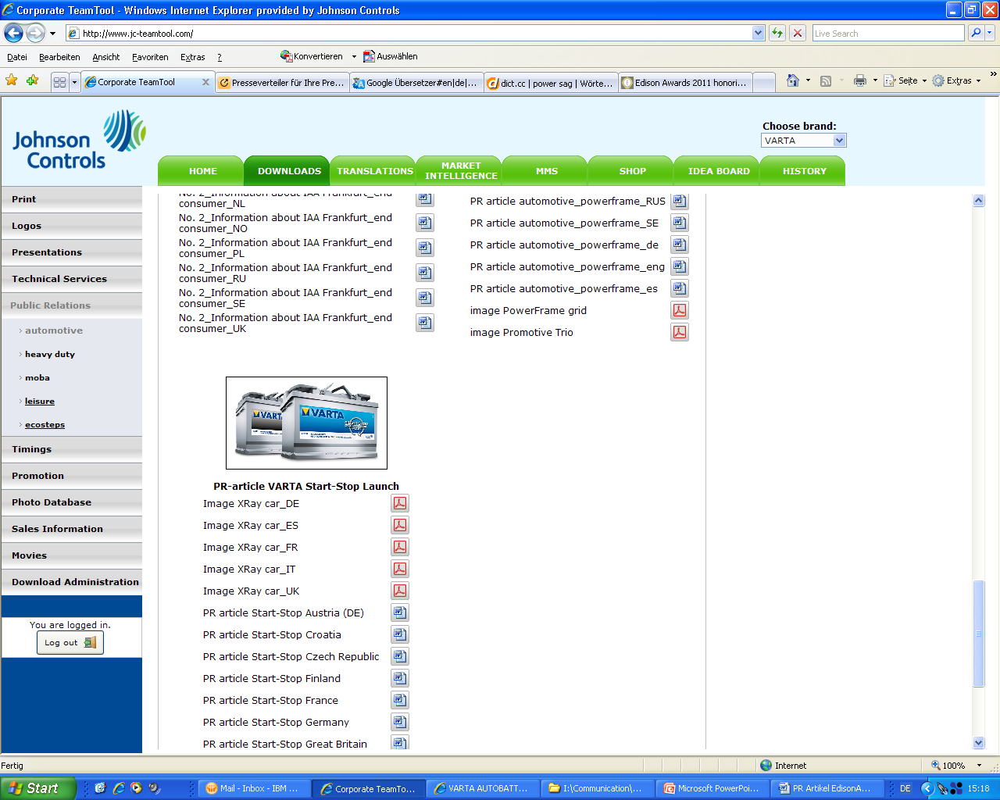 Corporate TeamTool - Windows Internet Explorer provided by Johnson Controls
http://www.jc-teamtool.com/
Live Search
Datei Bearbeiten Ansicht Favoriten Extras ? Konvertieren Auswählen
Corporate TeamTool
Presseverteiler für Ihre Pre...
Google Übersetzer#en|de|...
dict.cc | power sag | Wörte...
Edison Awards 2011 honori...
Seite Extras
Johnson Controls
Choose brand:
VARTA
HOME
DOWNLOADS
TRANSLATIONS
MARKET INTELLIGENCE
MMS
SHOP
IDEA BOARD
HISTORY
Print
Logos
Presentations
Technical Services
Public Relations
automotive
heavy duty
moba
leisure
ecosteps
Timings
Promotion
Photo Database
Sales Information
Movies
Download Administration
You are logged in.
Log out
No. 2_Information about IAA Frankfurt_end
consumer_NL
No. 2_Information about IAA Frankfurt_end
consumer_NO
No. 2_Information about IAA Frankfurt_end
consumer_PL
No. 2_Information about IAA Frankfurt_end
consumer_RU
No. 2_Information about IAA Frankfurt_end
consumer_SE
No. 2_Information about IAA Frankfurt_end
consumer_UK
PR article automotive_powerframe_RUS
PR article automotive_powerframe_SE
PR article automotive_powerframe_de
PR article automotive_powerframe_eng
PR article automotive_powerframe_es
image PowerFrame grid
image Promotive Trio
VARTA
VARTA
PR-article VARTA Start-Stop Launch
Image XRay car_DE
Image XRay car_ES
Image XRay car_FR
Image XRay car_IT
Image XRay car_UK
PR article Start-Stop Austria (DE)
PR article Start-Stop Croatia
PR article Start-Stop Czech Republic
PR article Start-Stop Finland
PR article Start-Stop France
PR article Start-Stop Germany
PR article Start-Stop Great Britain
Fertig
Internet
100%
Start
Mail - Inbox - IBM ...
Corporate TeamTo...
VARTA AUTOBATT...
I:\Communication\...
Microsoft PowerPoi...
PR Artikel EdisonA...
DE
15:18